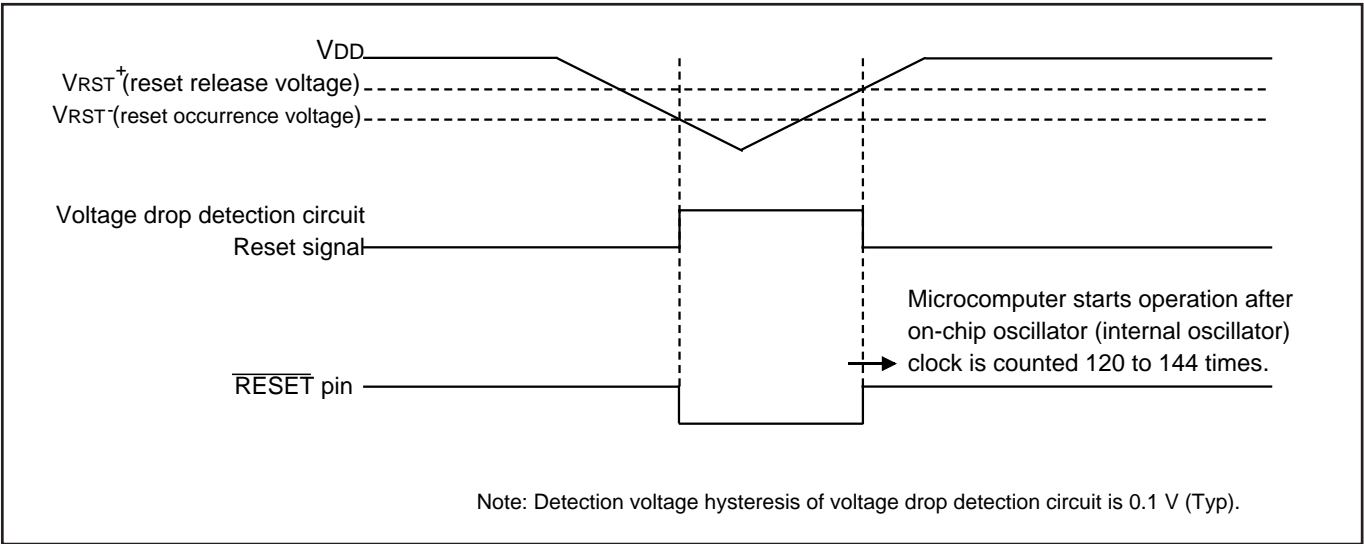 VDD
VRST+(reset release voltage)
VRST-(reset occurrence voltage)
Voltage drop detection circuit
Reset signal
Microcomputer starts operation after
on-chip oscillator (internal oscillator)
clock is counted 120 to 144 times.
RESET pin
Note: Detection voltage hysteresis of voltage drop detection circuit is 0.1 V (Typ).